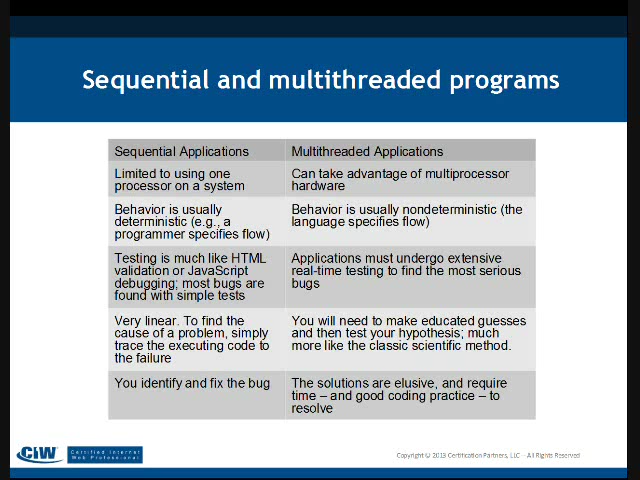 Sequential and multithreaded programs
Sequential Applications
Multithreaded Applications
Limited to using one
processor on a system
Can take advantage of multiprocessor
hardware
Behavior is usually
deterministic (e.g., a
programmer specifies flow)
Behavior is usually nondeterministic (the
language specifies flow)
Testing is much like HTML
validation or JavaScript
debugging; most bugs are
found with simple tests
Applications must undergo extensive
real-time testing to find the most serious
bugs
Very linear. To find the
cause of a problem, simply
trace the executing code to
the failure
You will need to make educated guesses
and then test your hypothesis; much
more like the classic scientific method.
You identify and fix the bug
The solutions are elusive, and require
time – and good coding practice – to
resolve
CIW
Certified Internet
Web Professional
Copyright © 2013 Certification Partners, LLC - All Rights Reserved